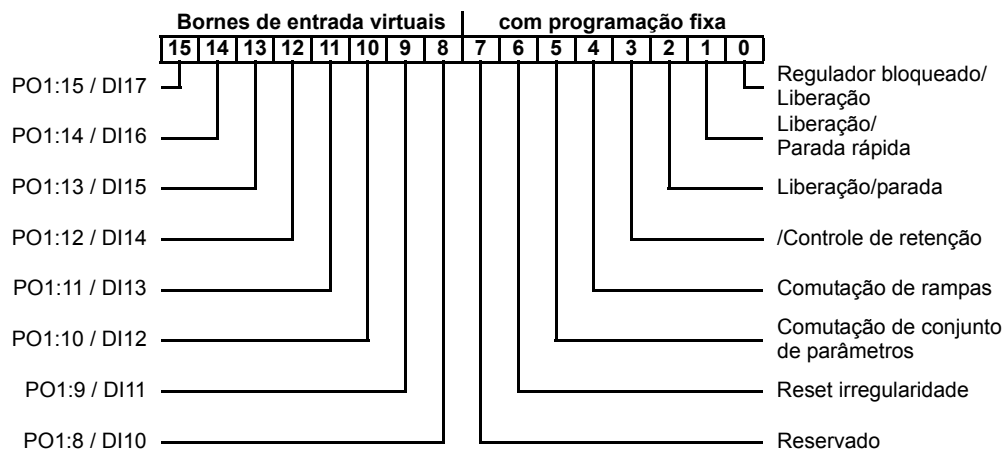 Bornes de entrada virtuais com programação fixa
15 14 13 12 11 10 9 8 7 6 5 4 3 2 1 0
PO1:15 / DI17
PO1:14 / DI16
PO1:13 / DI15
PO1:12 / DI14
PO1:11 / DI13
PO1:10 / DI12
PO1:9 / DI11
PO1:8 / DI10
Regulador bloqueado/
Liberação
Liberação/
Parada rápida
Liberação/parada
/Controle de retenção
Comutação de rampas
Comutação de conjunto
de parâmetros
Reset irregularidade
Reservado